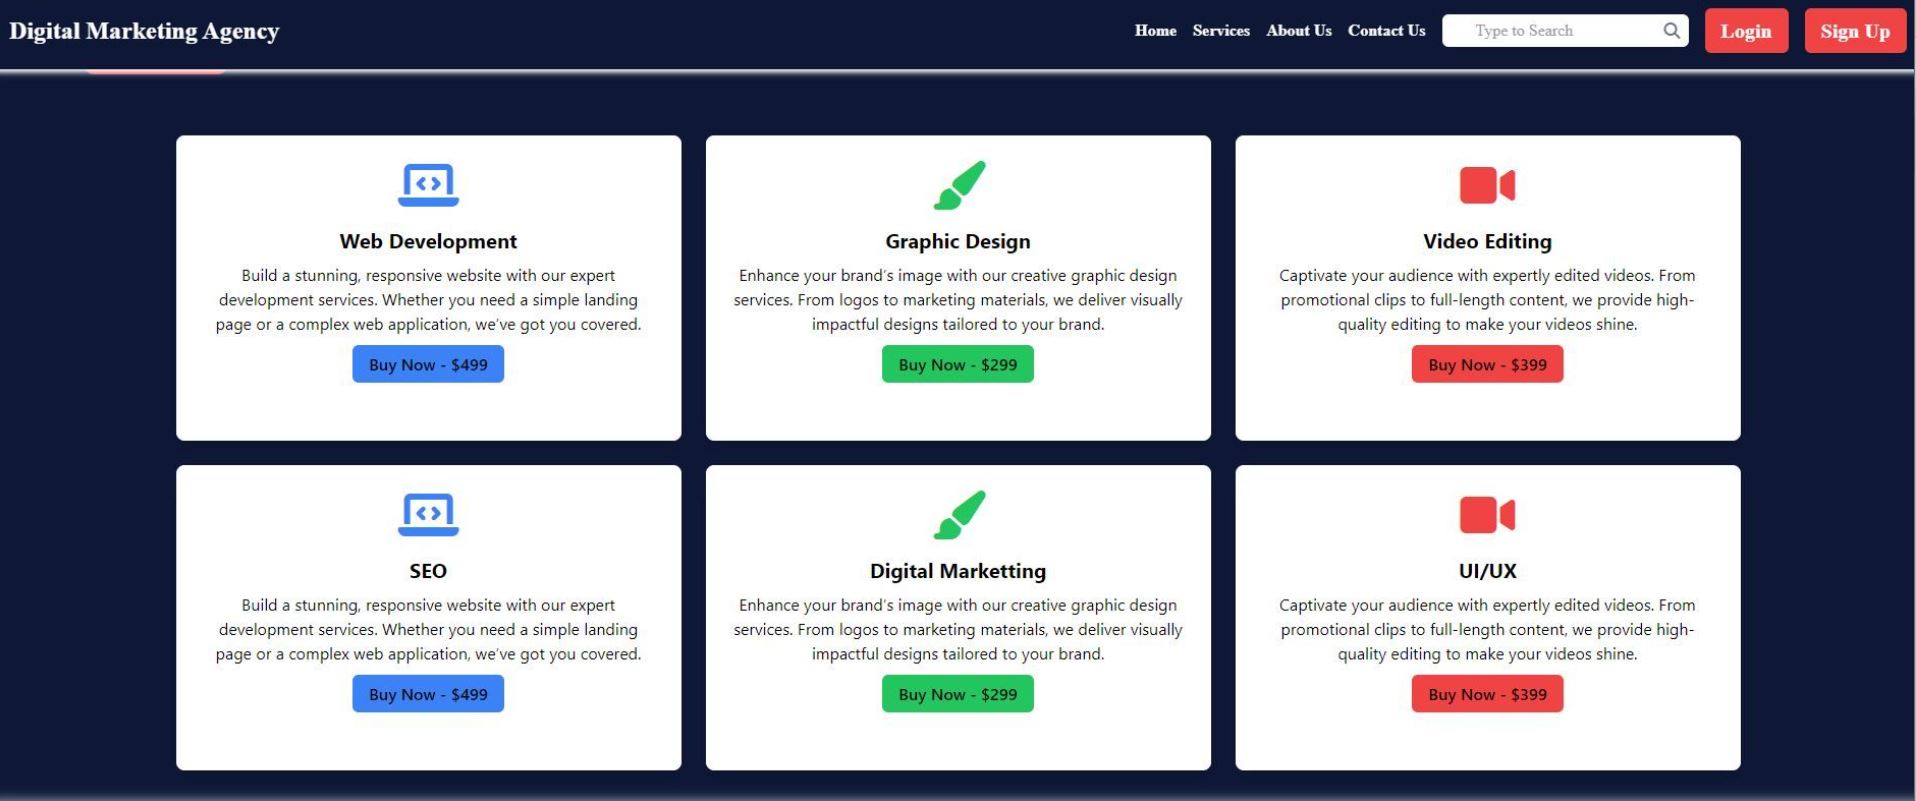 Digital Marketing Agency
Home Services About Us Contact Us Type to Search Login Sign Up
Web Development
Build a stunning, responsive website with our expert
development services. Whether you need a simple landing
page or a complex web application, we've got you covered.
Buy Now - $499
Graphic Design
Enhance your brand's image with our creative graphic design
services. From logos to marketing materials, we deliver visually
impactful designs tailored to your brand.
Buy Now - $299
Video Editing
Captivate your audience with expertly edited videos. From
promotional clips to full-length content, we provide high-
quality editing to make your videos shine.
Buy Now - $399
SEO
Build a stunning, responsive website with our expert
development services. Whether you need a simple landing
page or a complex web application, we've got you covered.
Buy Now - $499
Digital Marketting
Enhance your brand's image with our creative graphic design
services. From logos to marketing materials, we deliver visually
impactful designs tailored to your brand.
Buy Now - $299
UI/UX
Captivate your audience with expertly edited videos. From
promotional clips to full-length content, we provide high-
quality editing to make your videos shine.
Buy Now - $399